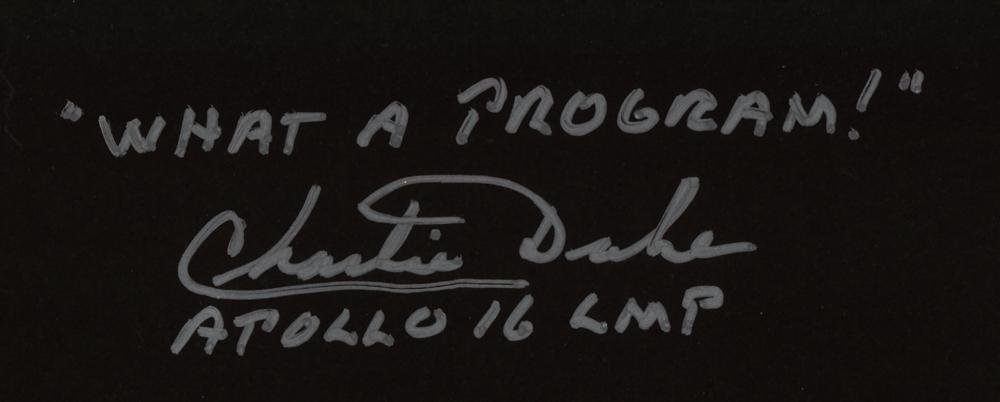 "WHAT A PROGRAM!"
Charlie Duke
APOLLO 16 LMP